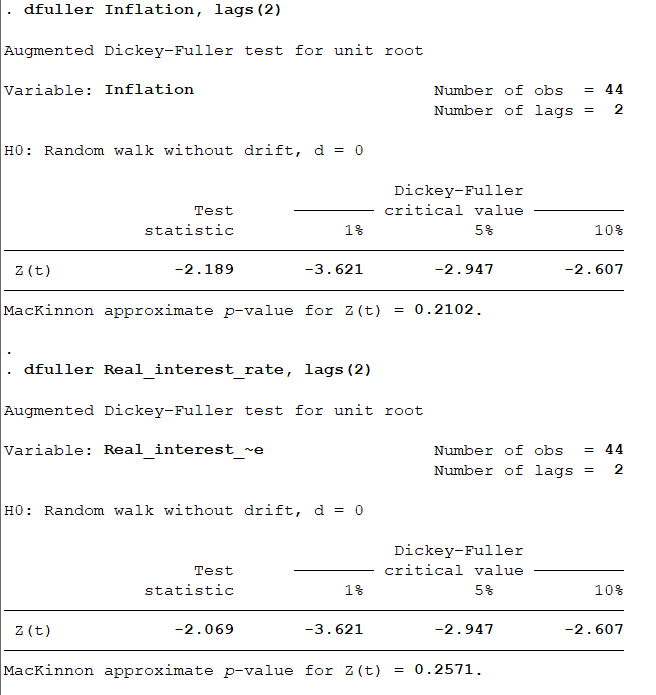 . dfuller Inflation, lags(2)
Augmented Dickey–Fuller test for unit root
Variable: Inflation Number of obs = 44
Number of lags = 2
H0: Random walk without drift, d = 0
Dickey–Fuller
Test critical value
statistic 1% 5% 10%
Z(t) -2.189 -3.621 -2.947 -2.607
MacKinnon approximate p-value for Z(t) = 0.2102.
.
. dfuller Real_interest_rate, lags(2)
Augmented Dickey–Fuller test for unit root
Variable: Real_interest_~e Number of obs = 44
Number of lags = 2
H0: Random walk without drift, d = 0
Dickey–Fuller
Test critical value
statistic 1% 5% 10%
Z(t) -2.069 -3.621 -2.947 -2.607
MacKinnon approximate p-value for Z(t) = 0.2571.